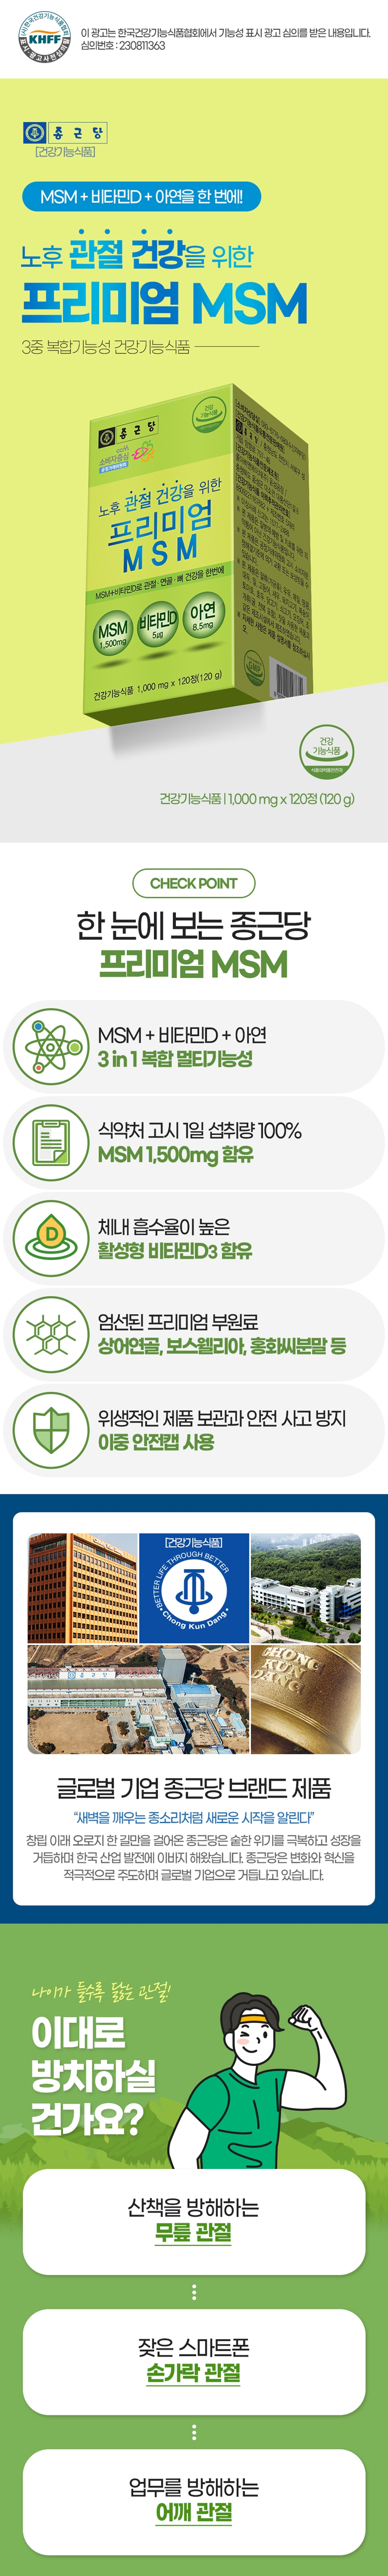 KHFF
이 광고는 한국건강기능식품협회에서 기능성 표시 광고 심의를 받은 내용입니다.
심의번호 : 230811363
종근당
[건강기능식품]
MSM + 비타민D + 아연을 한 번에!
노후 관절 건강을 위한
프리미엄 MSM
3중 복합기능성 건강기능식품
종근당
건강기능식품
소비자중심
노후 관절 건강을 위한
프리미엄
MSM
MSM+비타민D로 관절·연골·뼈 건강을 한번에
MSM
1,500mg
비타민D
5μg
아연
8.5mg
건강기능식품 1,000 mg x 120정(120 g)
GMP
건강
기능식품
식품의약품안전처
건강기능식품 | 1,000 mg x 120정 (120 g)
CHECK POINT
한 눈에 보는 종근당
프리미엄 MSM
MSM + 비타민D + 아연
3 in 1 복합 멀티기능성
식약처 고시 1일 섭취량 100%
MSM 1,500mg 함유
D
체내 흡수율이 높은
활성형 비타민D3 함유
엄선된 프리미엄 부원료
상어연골, 보스웰리아, 홍화씨분말 등
위생적인 제품 보관과 안전 사고 방지
이중 안전캡 사용
[건강기능식품]
BETTER LIFE THROUGH BETTER
Chong Kun Dang
종근당
CHONG
KUN
DANG
글로벌 기업 종근당 브랜드 제품
“새벽을 깨우는 종소리처럼 새로운 시작을 알린다”
창립 이래 오로지 한 길만을 걸어온 종근당은 숱한 위기를 극복하고 성장을
거듭하며 한국 산업 발전에 이바지 해왔습니다. 종근당은 변화와 혁신을
적극적으로 주도하며 글로벌 기업으로 거듭나고 있습니다.
나이가 들수록 닳는 관절!
이대로
방치하실
건가요?
산책을 방해하는
무릎 관절
잦은 스마트폰
손가락 관절
업무를 방해하는
어깨 관절